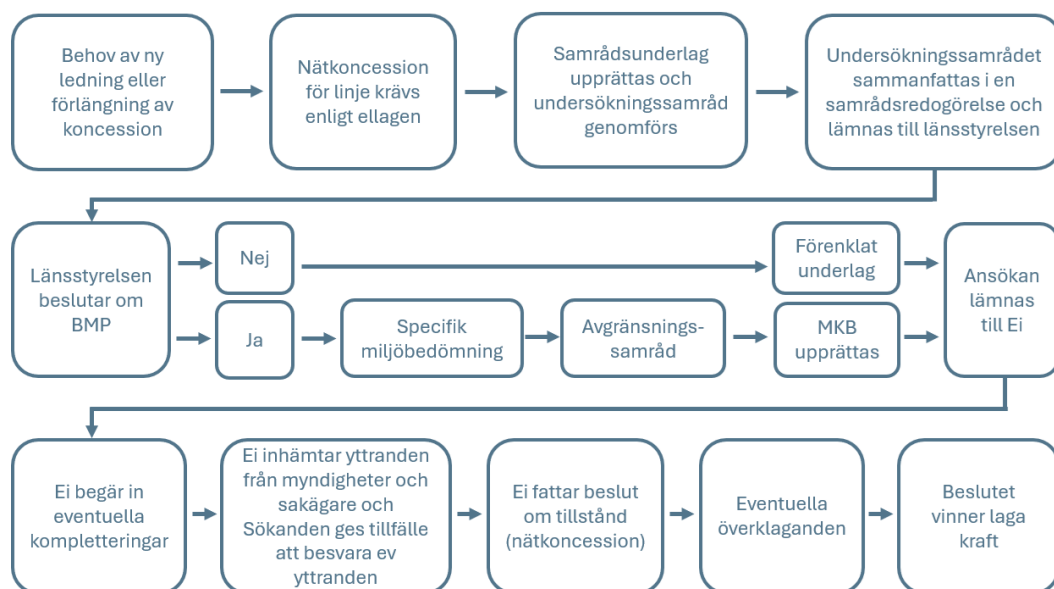 Behov av ny
ledning eller
förlängning av
koncession
Nätkoncession
för linje krävs
enligt ellagen
Samrådsunderlag
upprättas och
undersökningssamråd
genomförs
Undersökningssamrådet
sammanfattas i en
samrådsredogörelse och
lämnas till länsstyrelsen
Länsstyrelsen
beslutar om
BMP
Nej
Förenklat
underlag
Ja
Specifik
miljöbedömning
Avgränsnings-
samråd
MKB
upprättas
Ansökan
lämnas
till Ei
Ei begär in
eventuella
kompletteringar
Ei inhämtar yttranden
från myndigheter och
sakägare och
Sökanden ges tillfälle
att besvara ev
yttranden
Ei fattar beslut
om tillstånd
(nätkoncession)
Eventuella
överklaganden
Beslutet
vinner laga
kraft